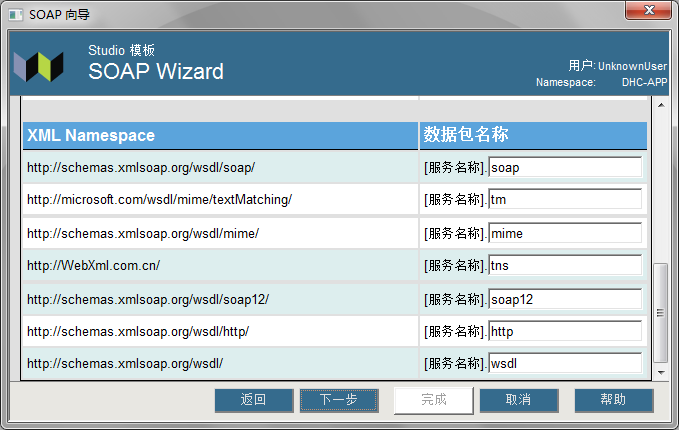 SOAP 向导
Studio 模板
SOAP Wizard
用户: UnknownUser
Namespace: DHC-APP
XML Namespace 数据包名称
http://schemas.xmlsoap.org/wsdl/soap/ [服务名称].soap
http://microsoft.com/wsdl/mime/textMatching/ [服务名称].tm
http://schemas.xmlsoap.org/wsdl/mime/ [服务名称].mime
http://WebXml.com.cn/ [服务名称].tns
http://schemas.xmlsoap.org/wsdl/soap12/ [服务名称].soap12
http://schemas.xmlsoap.org/wsdl/http/ [服务名称].http
http://schemas.xmlsoap.org/wsdl/ [服务名称].wsdl
返回 下一步 完成 取消 帮助